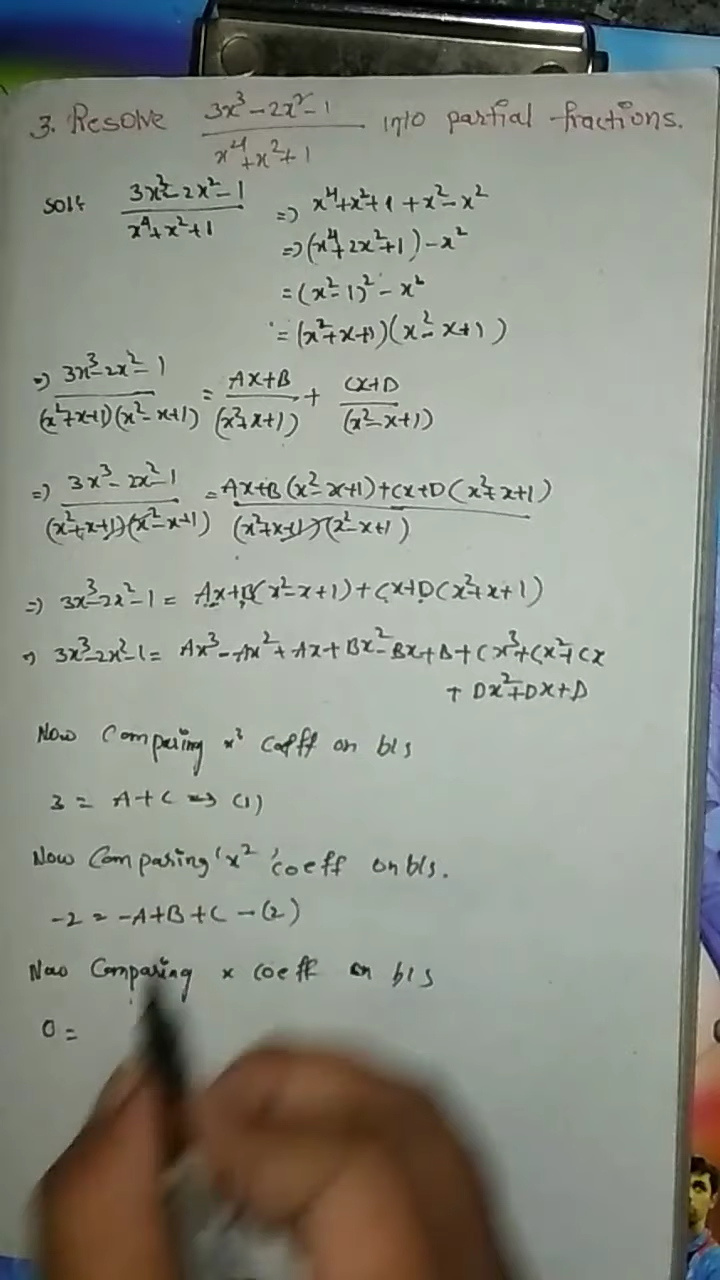 3. Resolve (3x³-2x²-1)/(x⁴+x²+1) into partial fractions.
Sol: (3x²-2x²-1)/(x⁴+x²+1) => x⁴+x²+1+x²-x²
=> (x⁴+2x²+1)-x²
= (x²-1)²-x²
= (x²+x+1)(x²-x+1)
=> (3x³-2x²-1)/((x²+x+1)(x²-x+1)) = (Ax+B)/(x²+x+1) + (Cx+D)/(x²-x+1)
=> (3x³-2x²-1)/((x²+x+1)(x²-x+1)) = (Ax+B(x²-x+1)+Cx+D(x²+x+1))/((x²+x+1)(x²-x+1))
=> 3x³-2x²-1 = Ax+B(x²-x+1)+Cx+D(x²+x+1)
=> 3x³-2x²-1 = Ax³-Ax²+Ax+Bx²-Bx+B+Cx³+Cx²+Cx
+ Dx²+Dx+D
Now Comparing x³ Coeff on b/s
3 = A+C => (1)
Now Comparing 'x²' coeff on b/s.
-2 = -A+B+C - (2)
Now Comparing x coeff on b/s
0 =